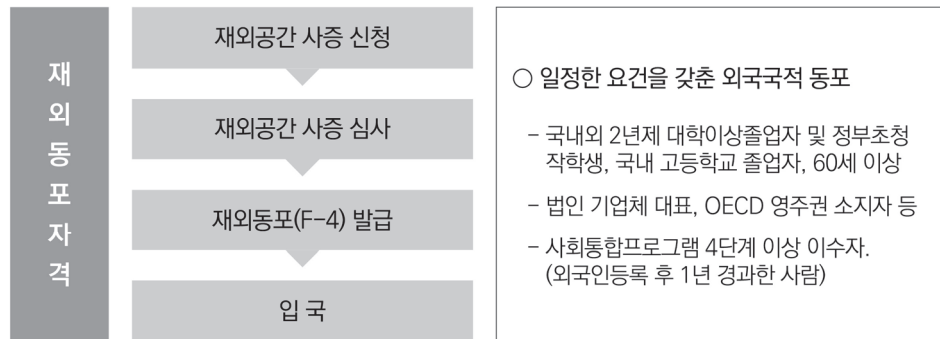 재외동포자격
재외공간 사증 신청
재외공간 사증 심사
재외동포(F-4) 발급
입 국
○ 일정한 요건을 갖춘 외국국적 동포
- 국내외 2년제 대학이상졸업자 및 정부초청
작학생, 국내 고등학교 졸업자, 60세 이상
- 법인 기업체 대표, OECD 영주권 소지자 등
- 사회통합프로그램 4단계 이상 이수자.
(외국인등록 후 1년 경과한 사람)